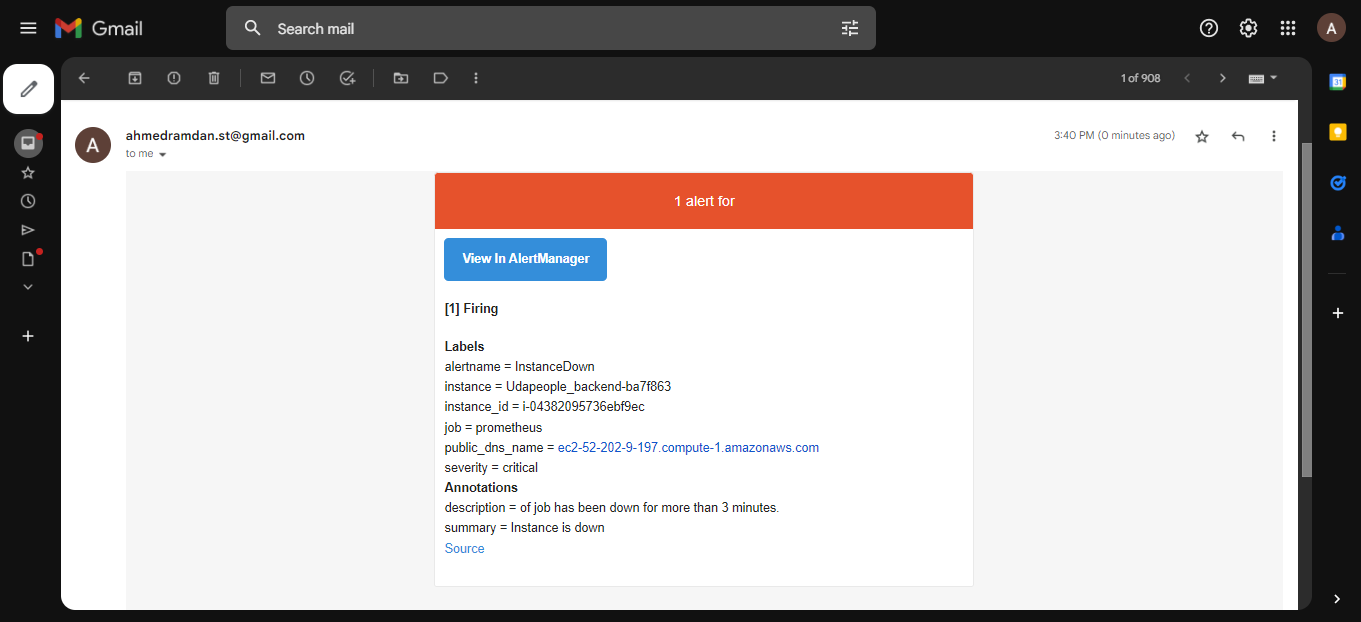 Gmail
Search mail
A
1 of 908
31
A
ahmedramdan.st@gmail.com
3:40 PM (0 minutes ago)
to me
1 alert for
View In AlertManager
[1] Firing
Labels
alertname = InstanceDown
instance = Udapeople_backend-ba7f863
instance_id = i-04382095736ebf9ec
job = prometheus
public_dns_name = ec2-52-202-9-197.compute-1.amazonaws.com
severity = critical
Annotations
description = of job has been down for more than 3 minutes.
summary = Instance is down
Source